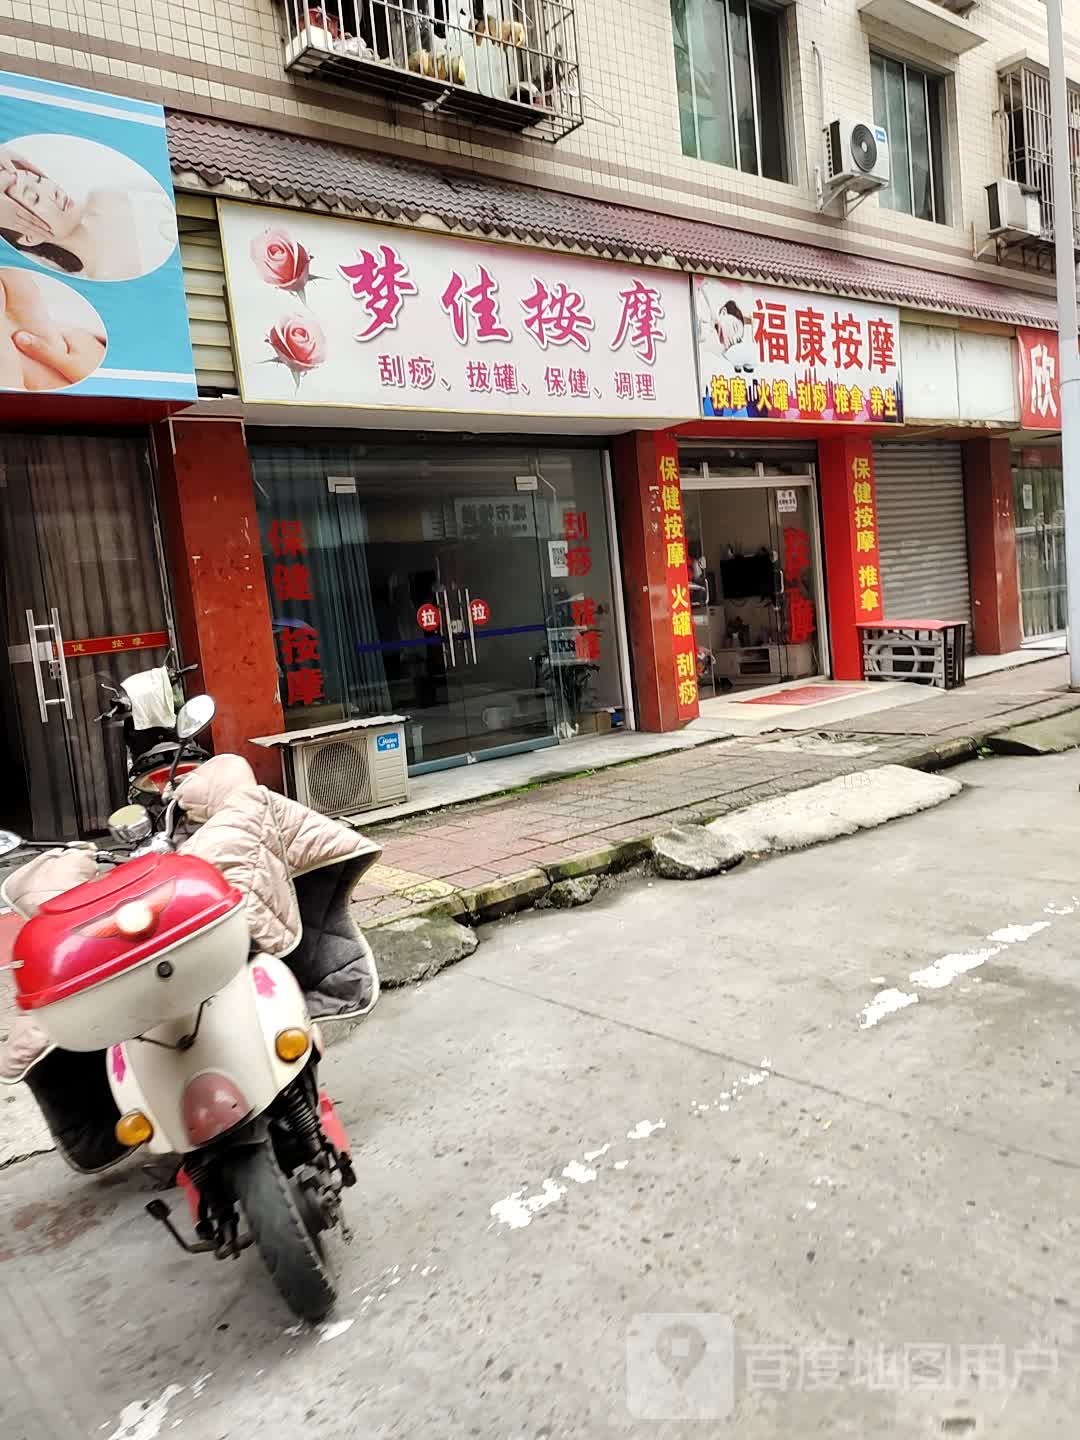 梦佳按摩
刮痧、拔罐、保健、调理
福康按摩
按摩 火罐 刮痧 推拿 养生
欣
保健 按摩
刮痧 拔罐
拉
拉
保健按摩 火罐 刮痧
保健按摩 推拿
健 按摩
Midea
百度地图用户